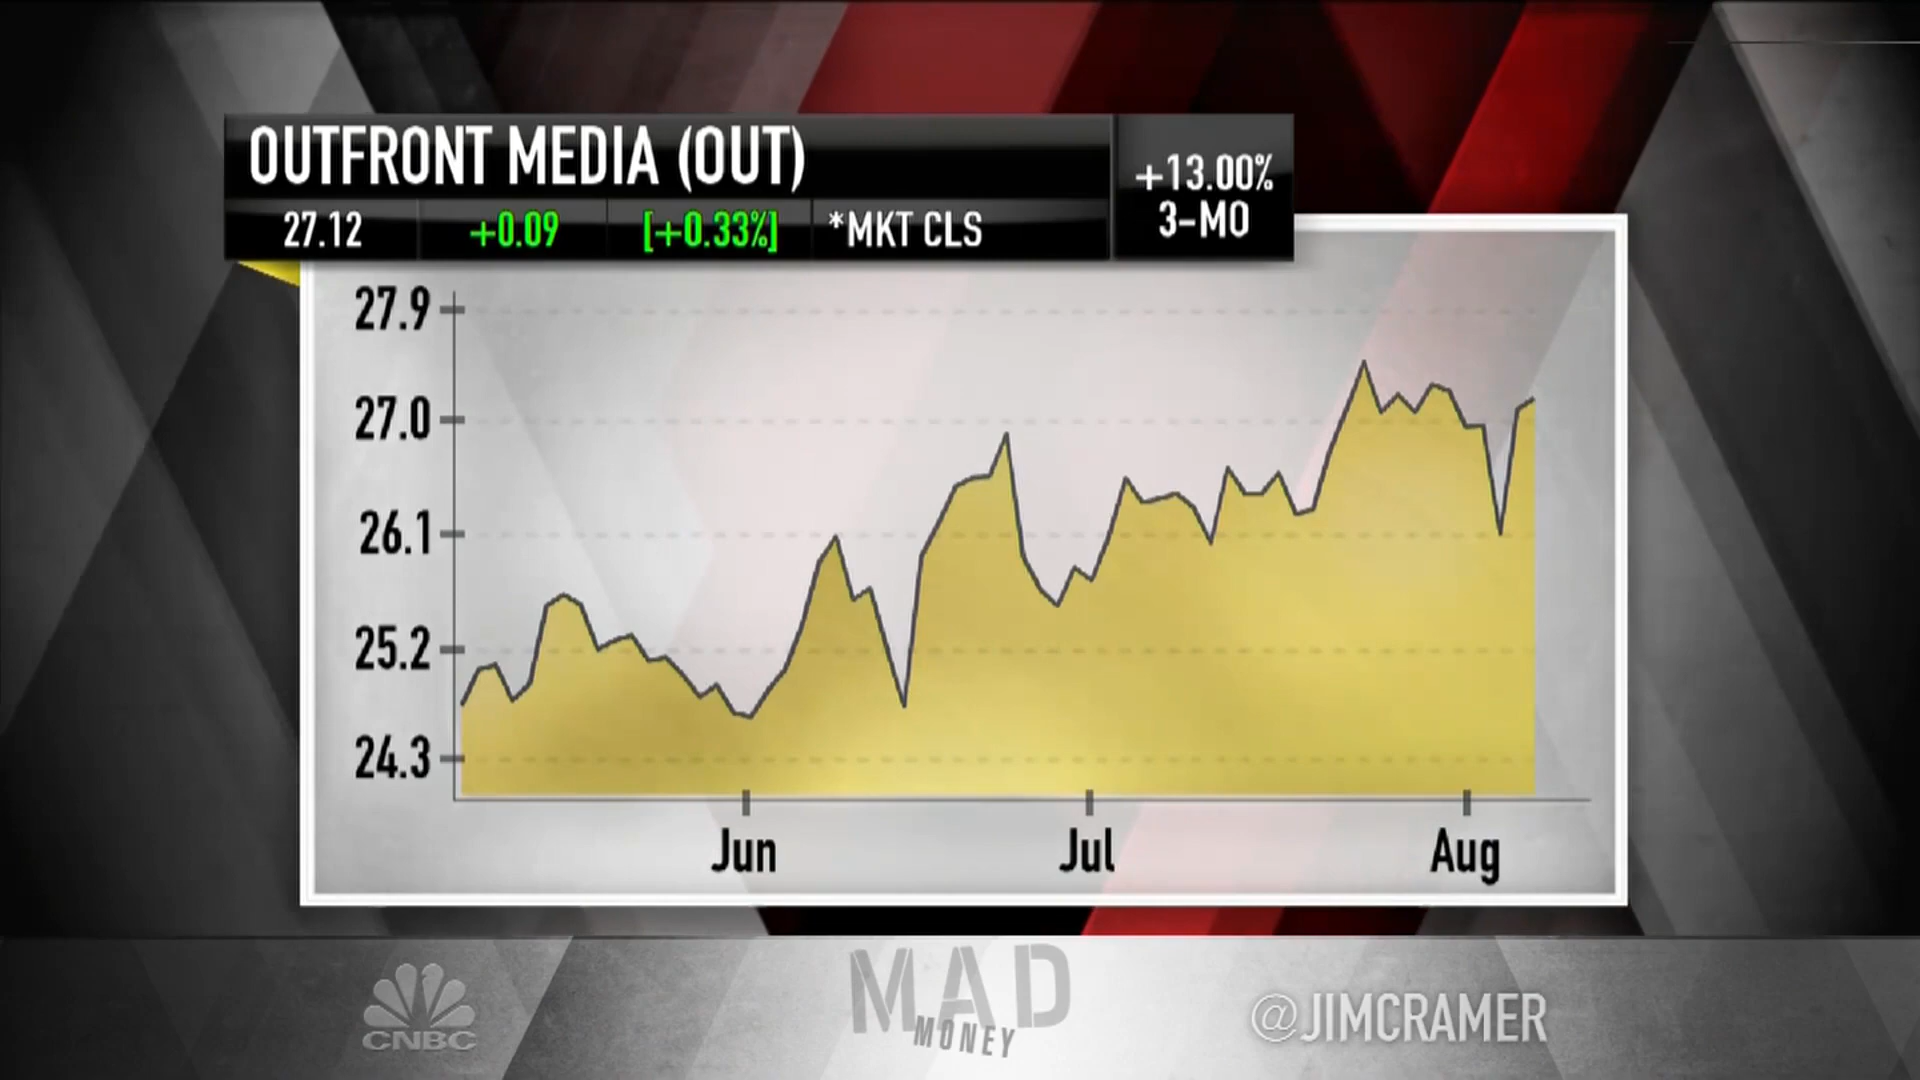 OUTFRONT MEDIA (OUT)
27.12 +0.09 [+0.33%] *MKT CLS
+13.00%
3-MO
27.9
27.0
26.1
25.2
24.3
Jun Jul Aug
CNBC
MAD
MONEY
@JIMCRAMER